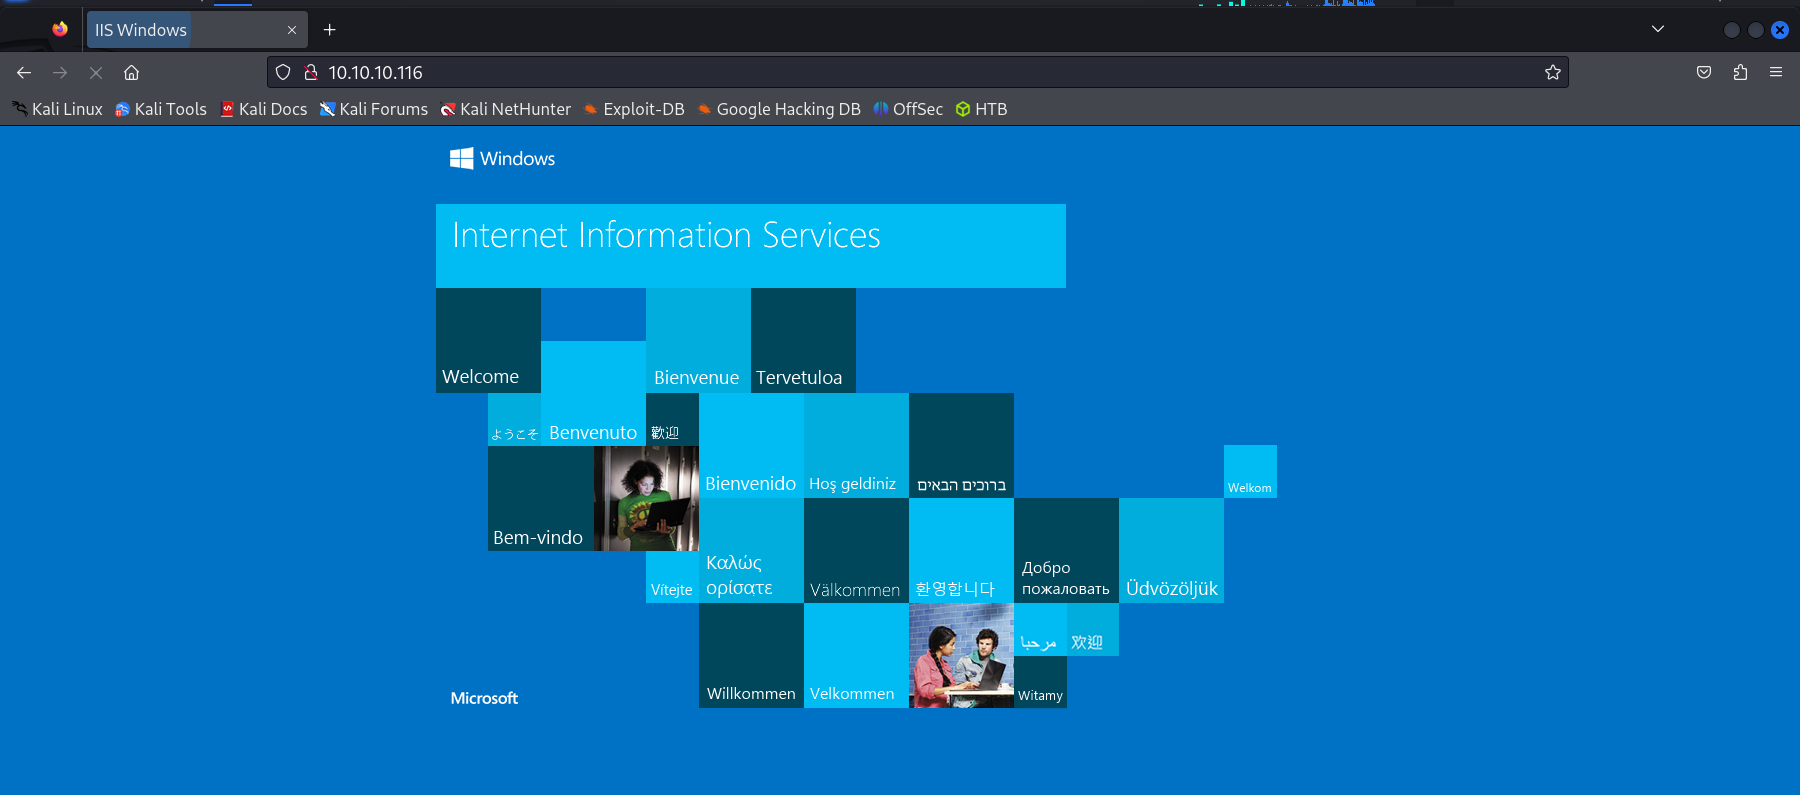 IIS Windows
10.10.10.116
Kali Linux Kali Tools Kali Docs Kali Forums Kali NetHunter Exploit-DB Google Hacking DB OffSec HTB
Windows
Internet Information Services
Welcome
Bienvenue
Tervetuloa
ようこそ
Benvenuto
歡迎
Bienvenido
Hoş geldiniz
ברוכים הבאים
Welkom
Bem-vindo
Vítejte
Καλώς
ορίσατε
Välkommen
환영합니다
Добро
пожаловать
Üdvözöljük
مرحبا
欢迎
Willkommen
Velkommen
Witamy
Microsoft